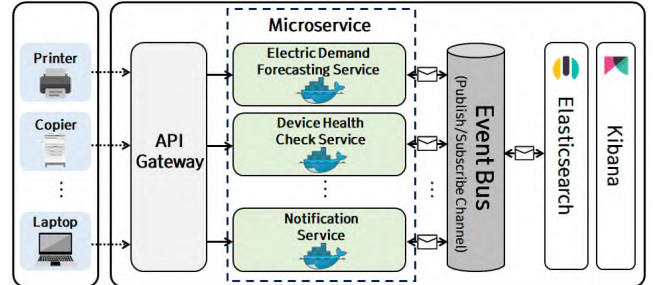 Microservice
Printer
Copier
Laptop
API
Gateway
Electric Demand
Forecasting Service
Device Health
Check Service
Notification
Service
Event Bus
(Publish/Subscribe Channel)
Elasticsearch
Kibana